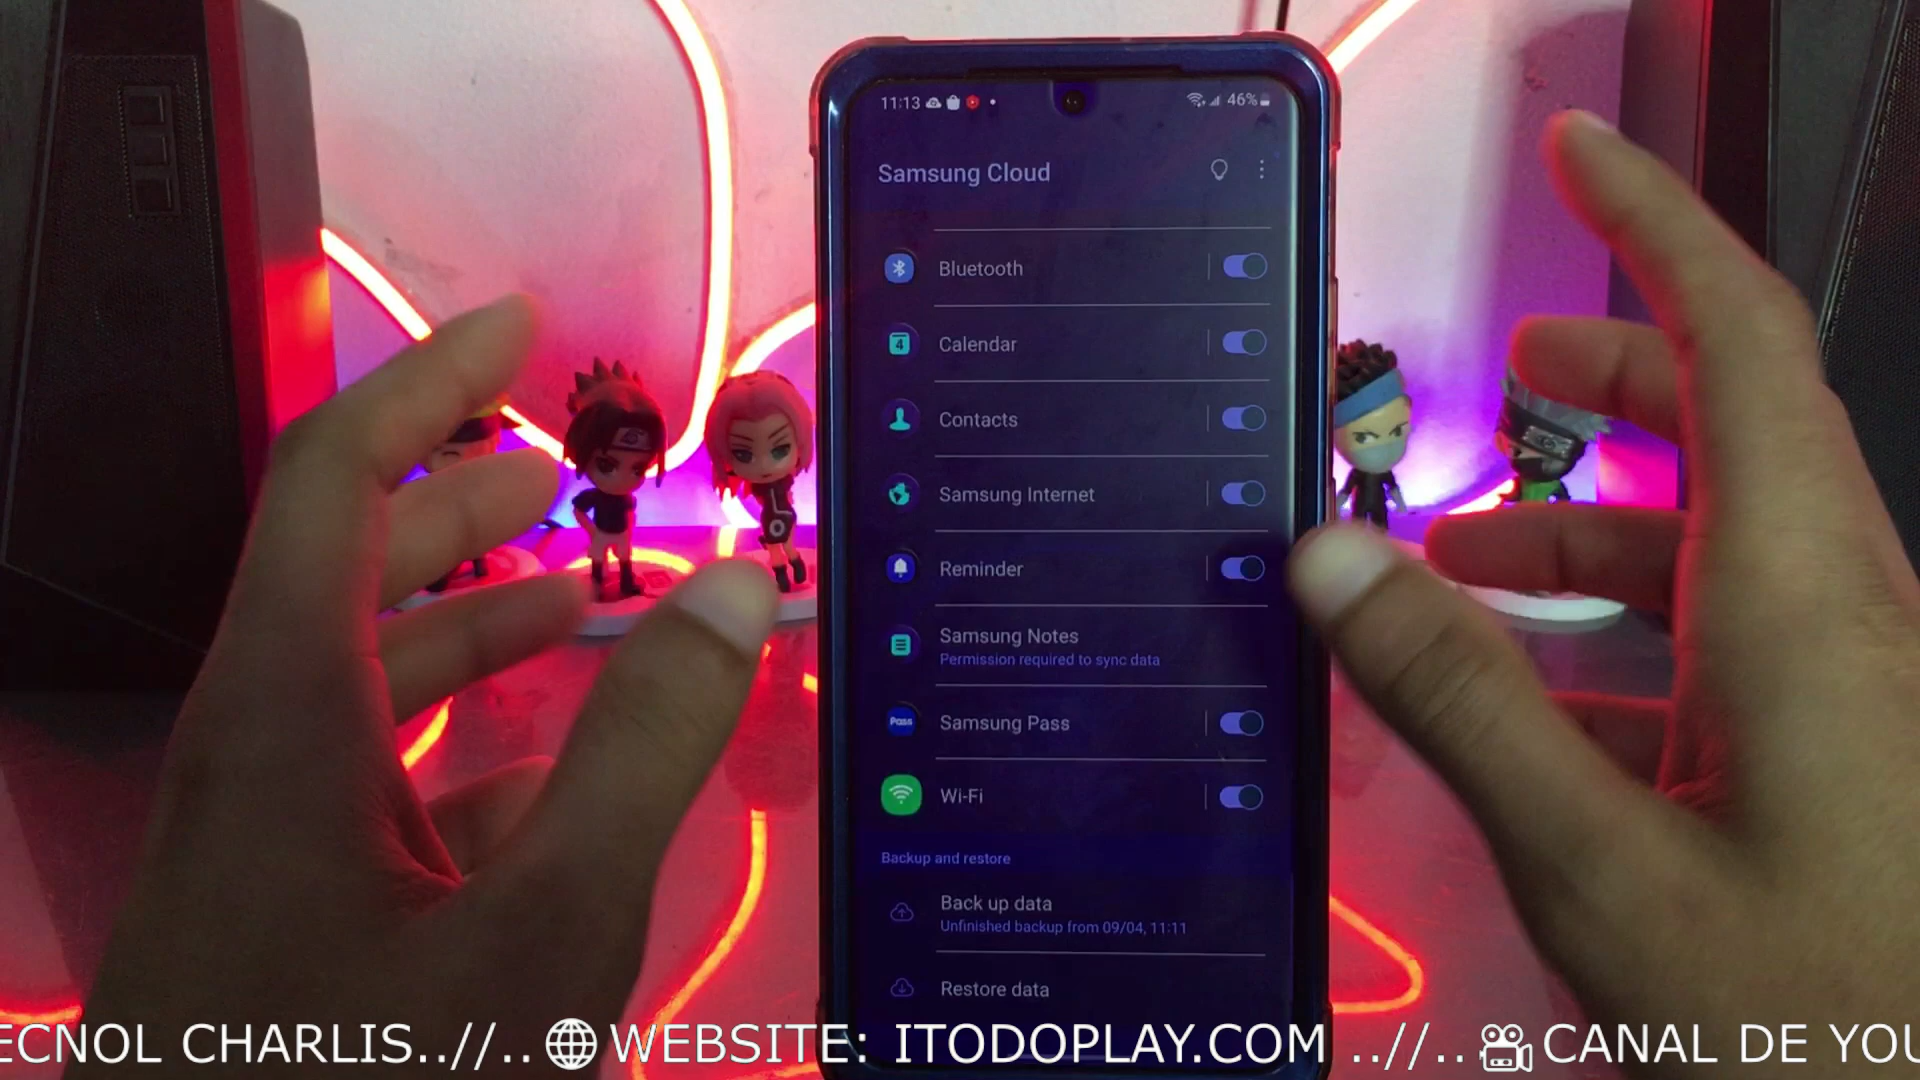 11:13
46%
Samsung Cloud
Bluetooth
4
Calendar
Contacts
Samsung Internet
Reminder
Samsung Notes
Permission required to sync data
Pass
Samsung Pass
Wi-Fi
Backup and restore
Back up data
Unfinished backup from 09/04, 11:11
Restore data
ECNOL CHARLIS..//.. WEBSITE: ITODOPLAY.COM ..//.. CANAL DE YOU